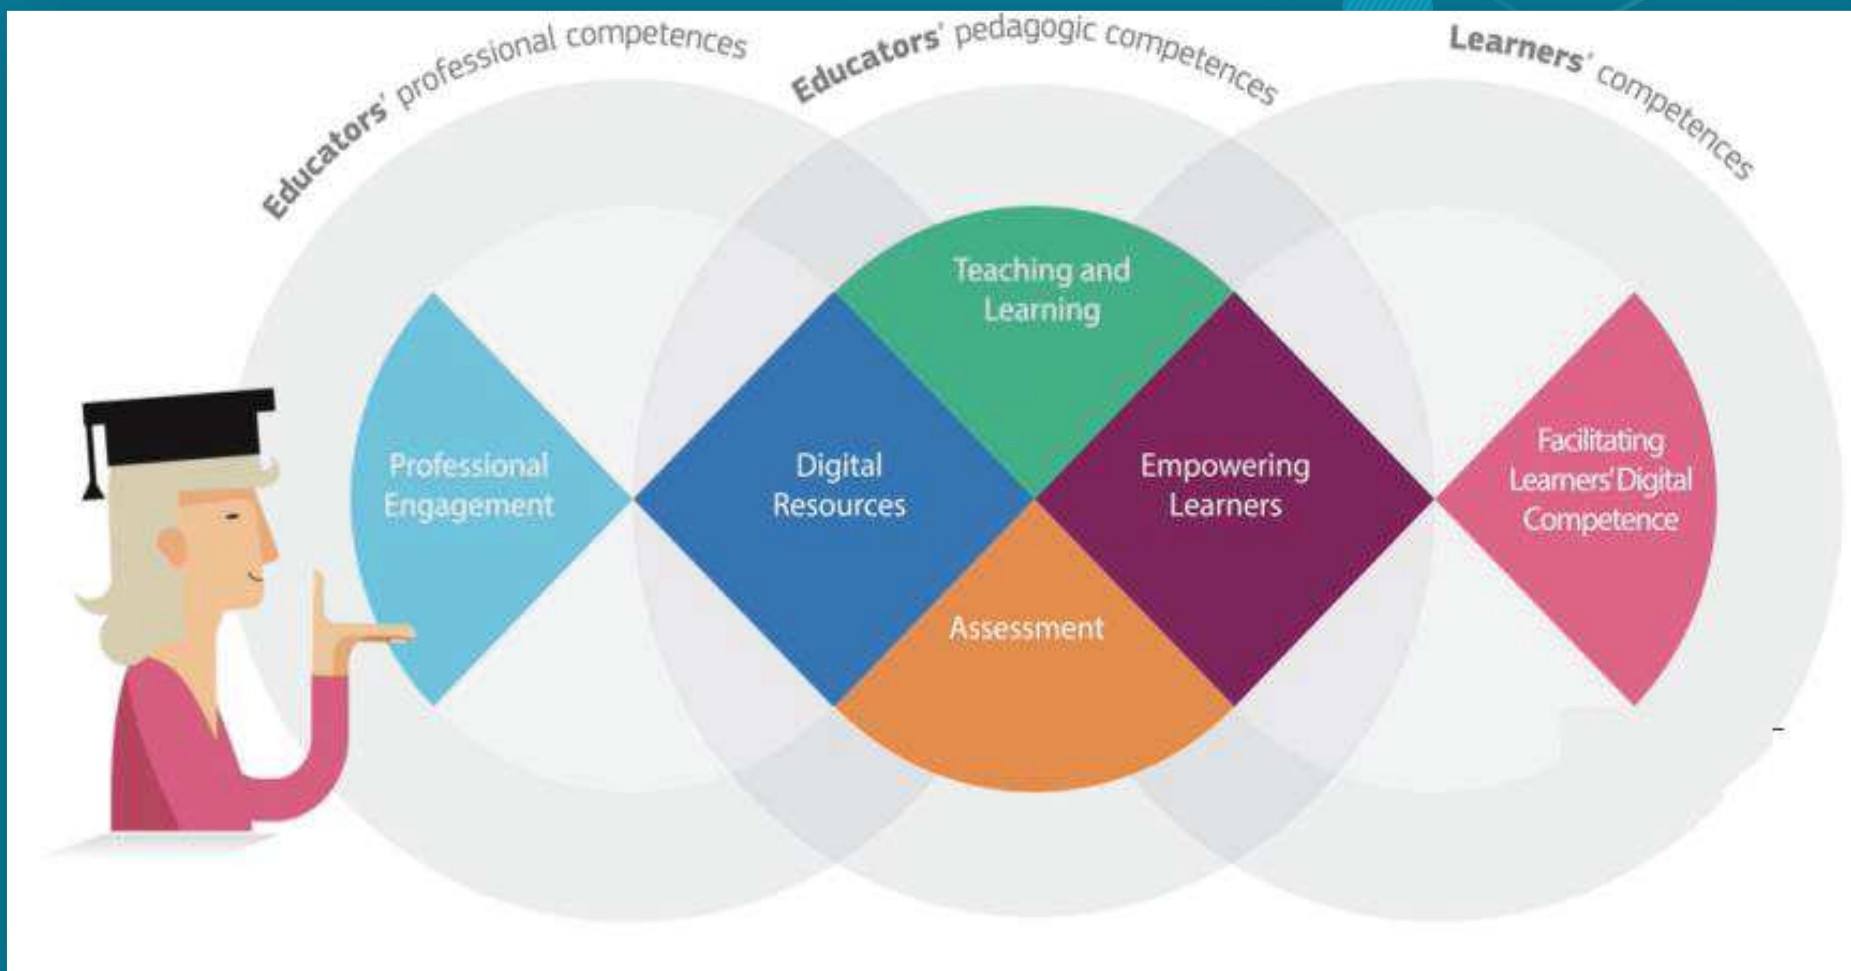 Educators' professional competences
Educators' pedagogic competences
Learners' competences
Teaching and
Learning
Professional
Engagement
Digital
Resources
Empowering
Learners
Facilitating
Learners' Digital
Competence
Assessment